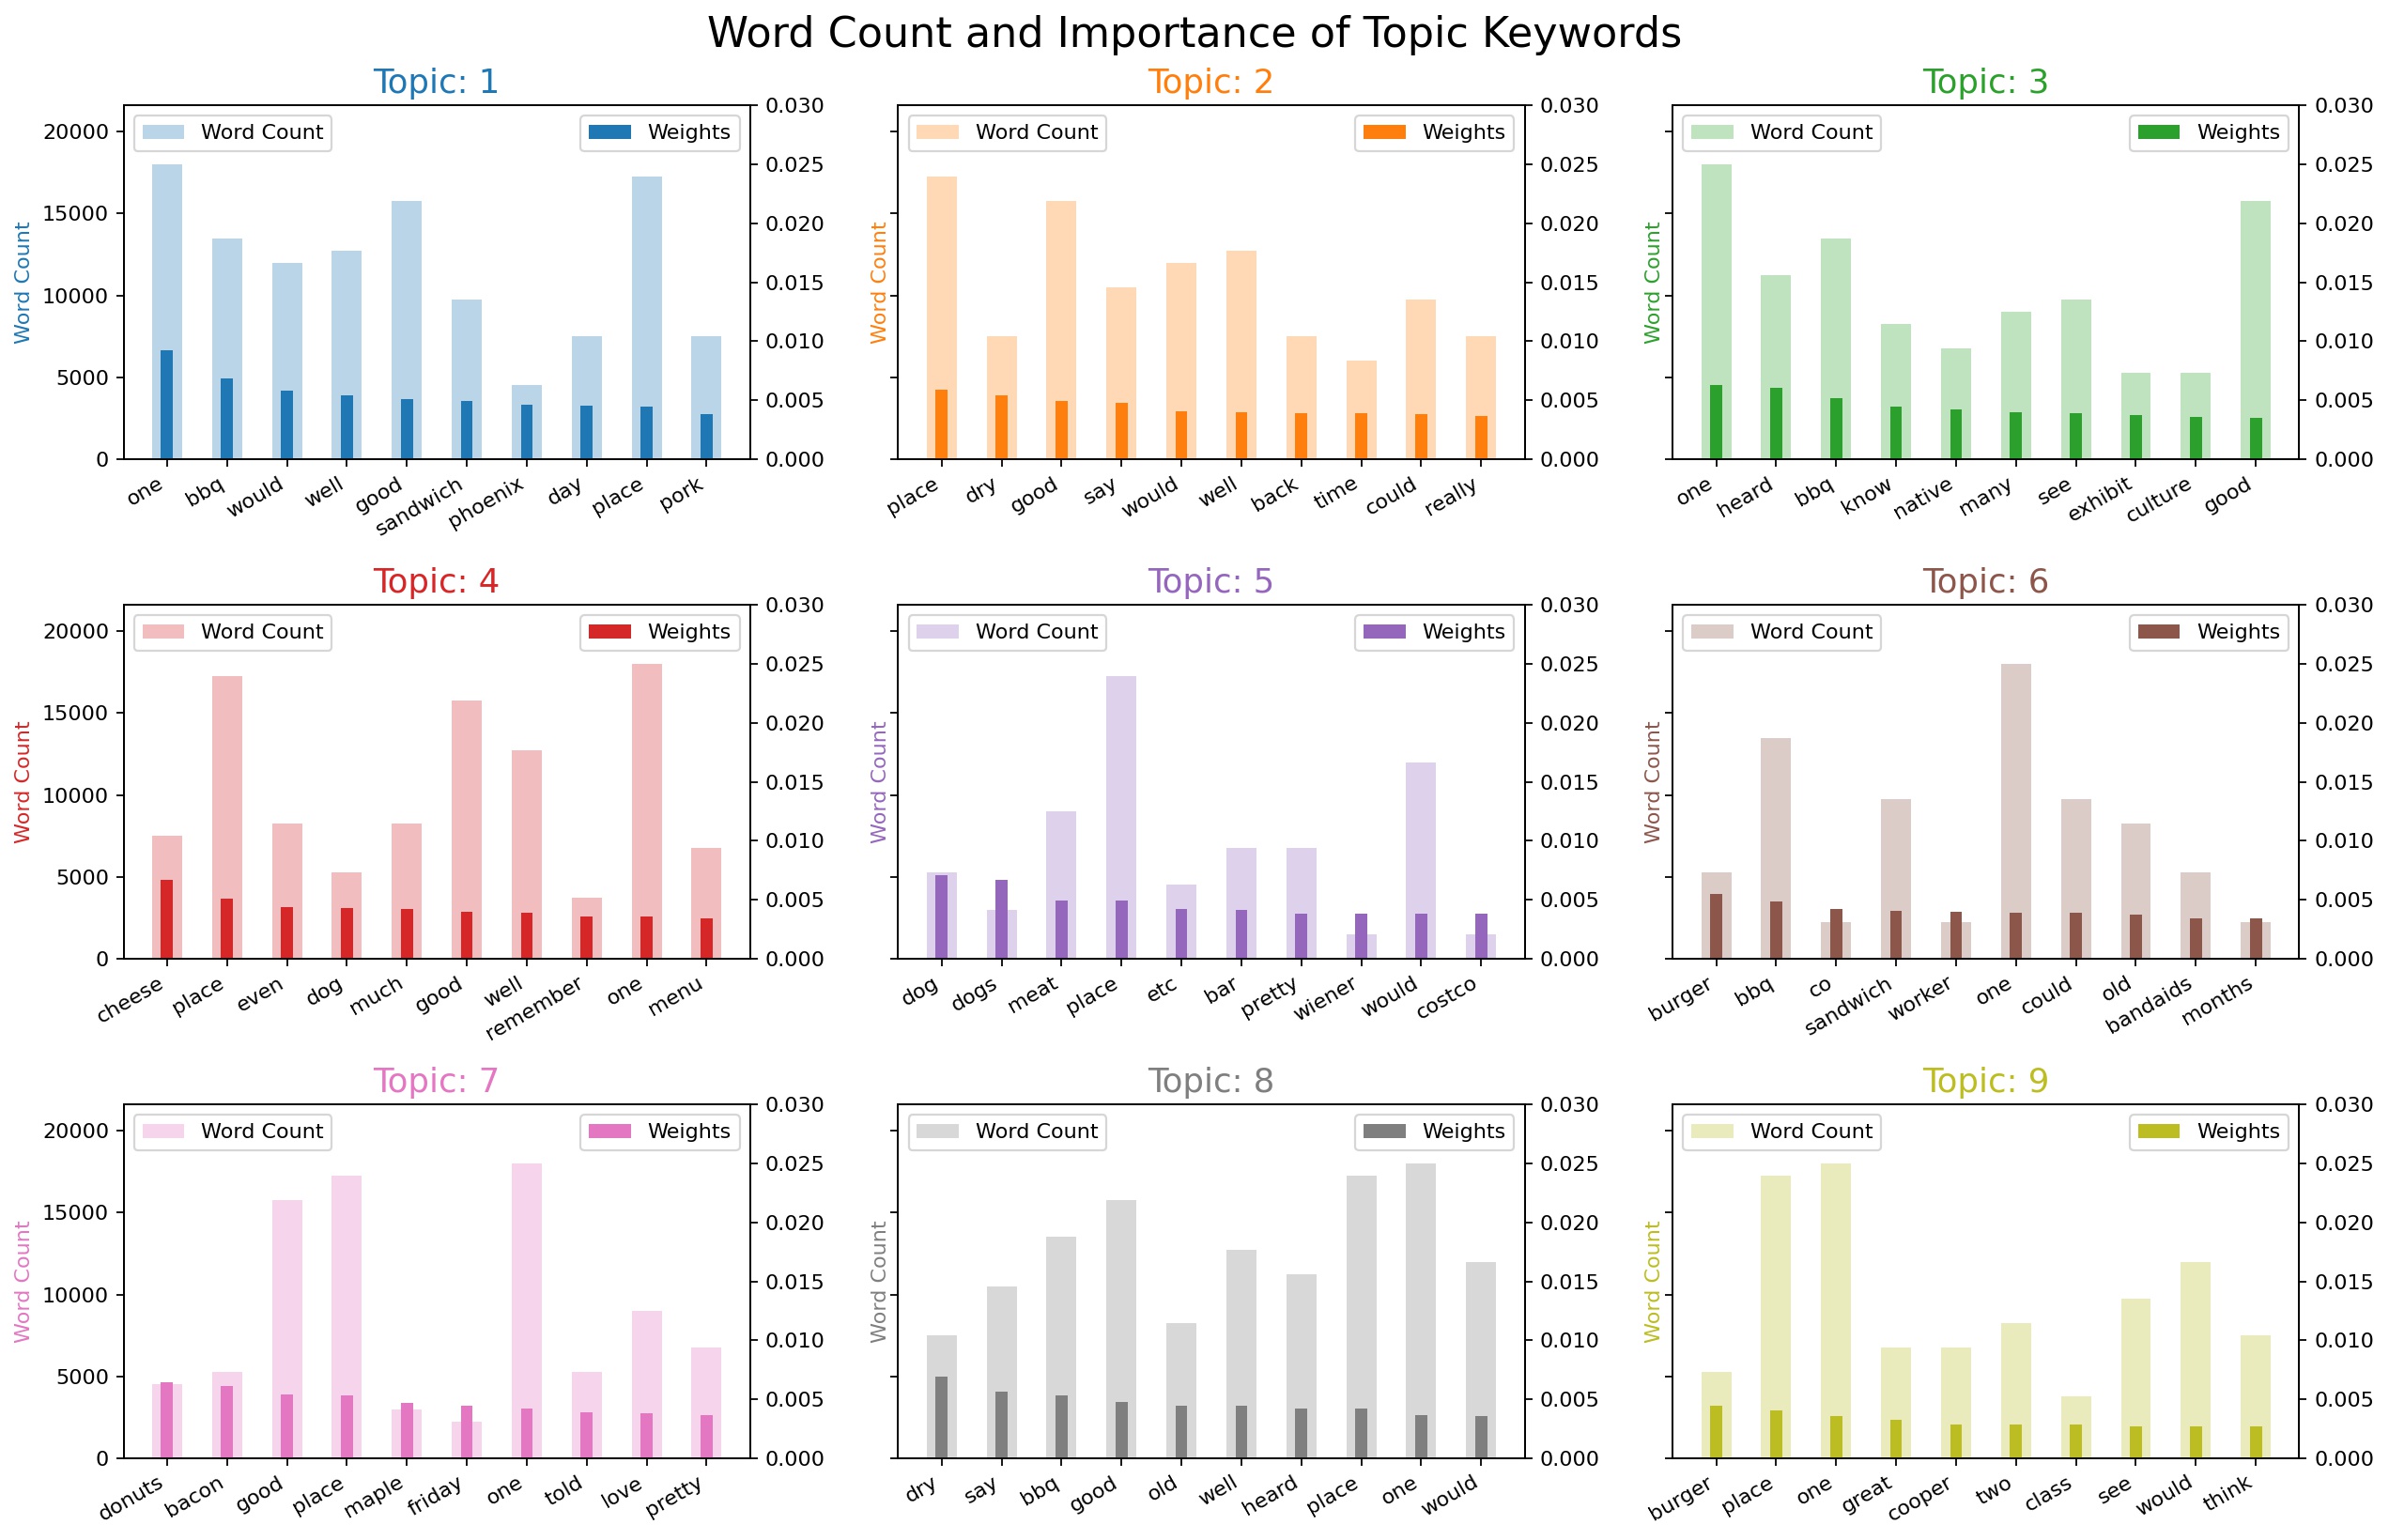 Word Count and Importance of Topic Keywords
Topic: 1
Word Count
Weights
Word Count
20000
15000
10000
5000
0
0.030
0.025
0.020
0.015
0.010
0.005
0.000
one bbq would well good sandwich phoenix day place pork
Topic: 2
Word Count
Weights
Word Count
0.030
0.025
0.020
0.015
0.010
0.005
0.000
place dry good say would well back time could really
Topic: 3
Word Count
Weights
Word Count
0.030
0.025
0.020
0.015
0.010
0.005
0.000
one heard bbq know native many see exhibit culture good
Topic: 4
Word Count
Weights
Word Count
20000
15000
10000
5000
0
0.030
0.025
0.020
0.015
0.010
0.005
0.000
cheese place even dog much good well remember one menu
Topic: 5
Word Count
Weights
Word Count
0.030
0.025
0.020
0.015
0.010
0.005
0.000
dog dogs meat place etc bar pretty wiener would costco
Topic: 6
Word Count
Weights
Word Count
0.030
0.025
0.020
0.015
0.010
0.005
0.000
burger bbq co sandwich worker one could old bandaids months
Topic: 7
Word Count
Weights
Word Count
20000
15000
10000
5000
0
0.030
0.025
0.020
0.015
0.010
0.005
0.000
donuts bacon good place maple friday one told love pretty
Topic: 8
Word Count
Weights
Word Count
0.030
0.025
0.020
0.015
0.010
0.005
0.000
dry say bbq good old well heard place one would
Topic: 9
Word Count
Weights
Word Count
0.030
0.025
0.020
0.015
0.010
0.005
0.000
burger place one great cooper two class see would think